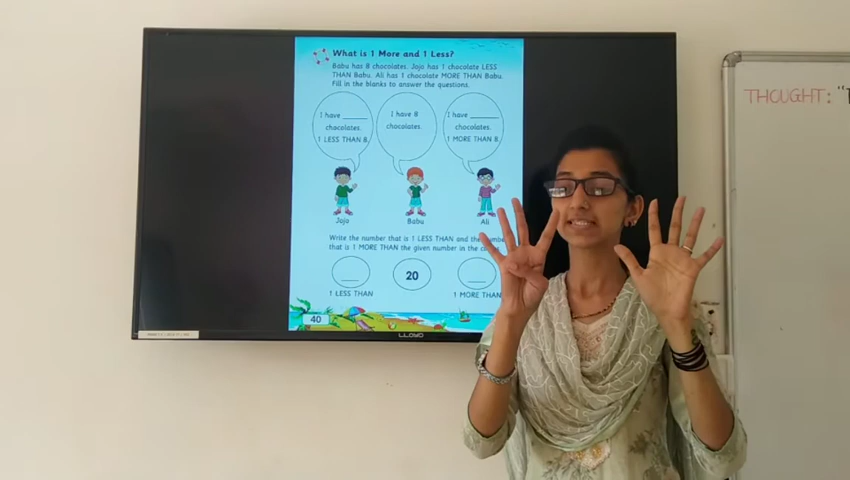 What is 1 More and 1 Less?
Babu has 8 chocolates. Jojo has 1 chocolate LESS
THAN Babu. Ali has 1 chocolate MORE THAN Babu.
Fill in the blanks to answer the questions.
I have _____
chocolates.
1 LESS THAN 8.
I have 8
chocolates.
I have _____
chocolates.
1 MORE THAN 8.
Jojo
Babu
Ali
Write the number that is 1 LESS THAN and the
that is 1 MORE THAN the given number in the
___
20
___
1 LESS THAN
1 MORE THAN
40
LLOYD
THOUGHT: "